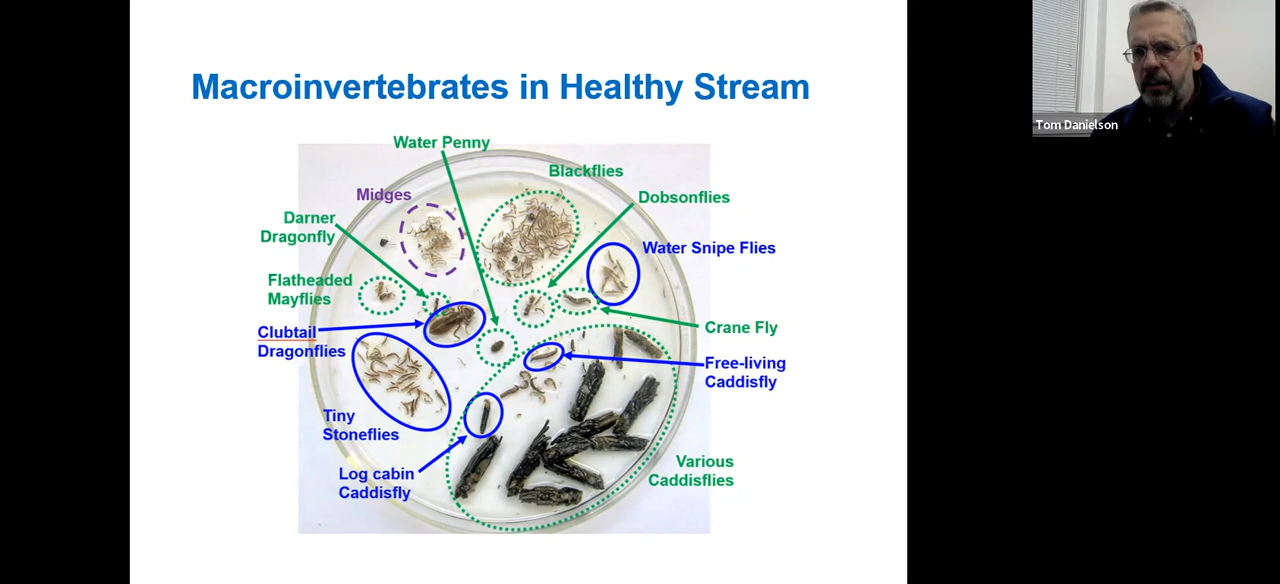 Macroinvertebrates in Healthy Stream
Water Penny
Blackflies
Midges
Dobsonflies
Darner
Dragonfly
Water Snipe Flies
Flatheaded
Mayflies
Clubtail
Dragonflies
Crane Fly
Free-living
Caddisfly
Tiny
Stoneflies
Log cabin
Caddisfly
Various
Caddisflies
Tom Danielson